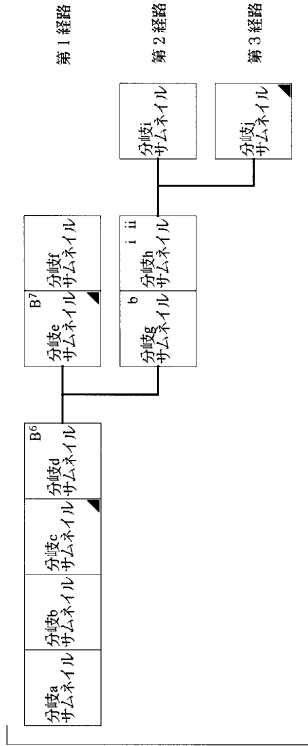 第1経路
第2経路
第3経路
分岐a
サムネイル
分岐b
サムネイル
分岐c
サムネイル
B6
分岐d
サムネイル
B7
分岐e
サムネイル
分岐f
サムネイル
b
分岐g
サムネイル
i ii
分岐h
サムネイル
分岐i
サムネイル
分岐j
サムネイル